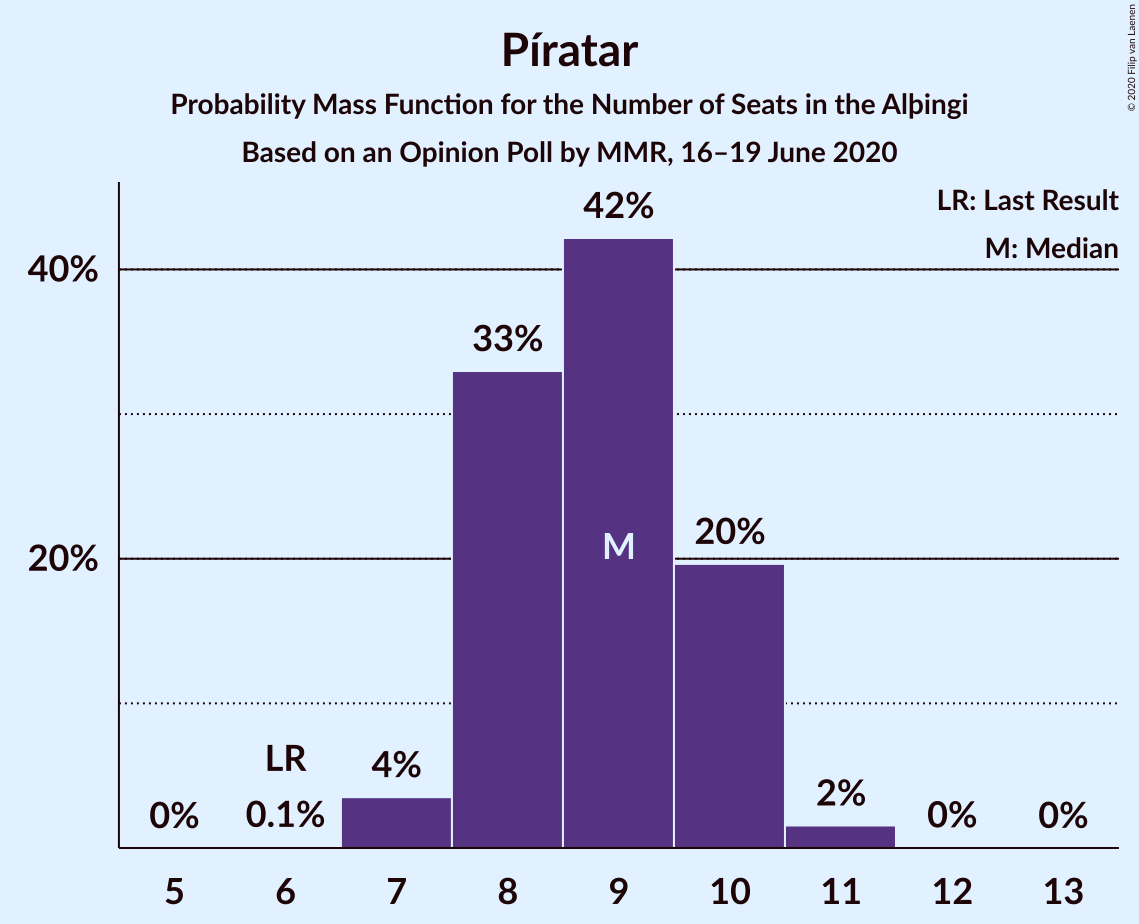 Píratar
Probability Mass Function for the Number of Seats in the Alþingi
Based on an Opinion Poll by MMR, 16–19 June 2020
© 2020 Filip van Laenen
LR: Last Result
M: Median
42%
40%
33%
20%
M
20%
LR
4%
2%
0%
0.1%
0%
0%
5
6
7
8
9
10
11
12
13